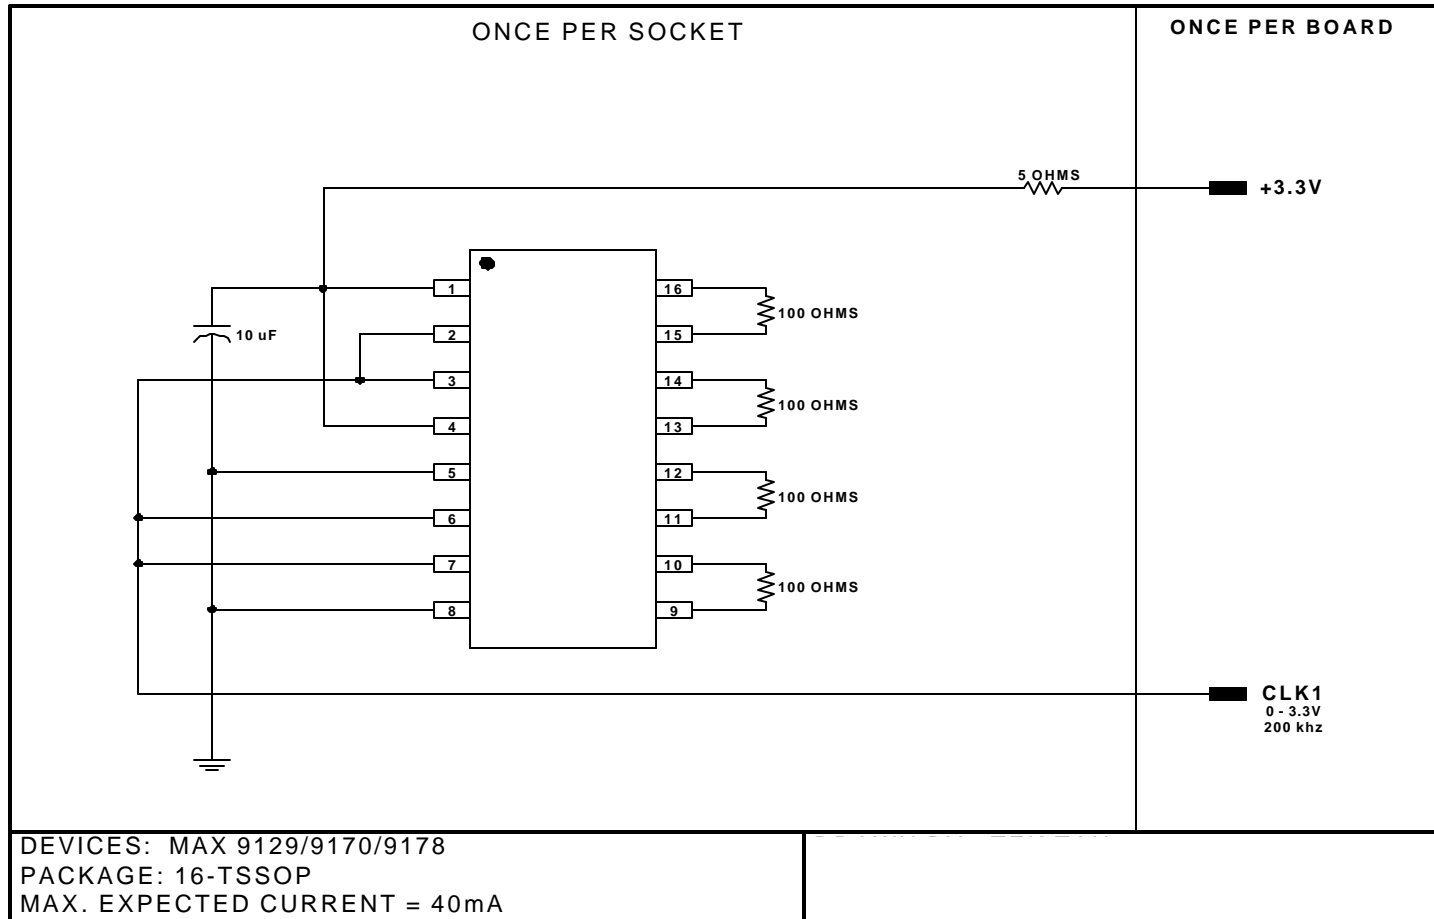 ONCE PER SOCKET
ONCE PER BOARD
5 OHMS
+3.3V
1
16
100 OHMS
10 uF
2
15
3
14
100 OHMS
4
13
5
12
100 OHMS
6
11
7
10
100 OHMS
8
9
CLK1
0 - 3.3V
200 khz
DEVICES: MAX 9129/9170/9178
PACKAGE: 16-TSSOP
MAX. EXPECTED CURRENT = 40mA